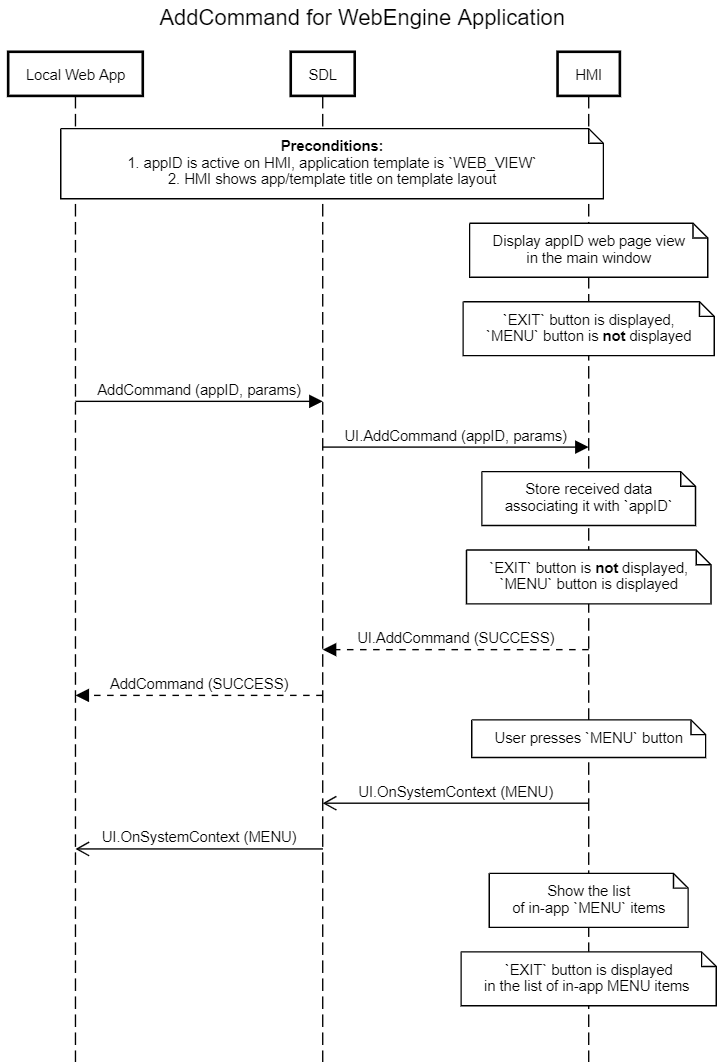 AddCommand for WebEngine Application
Local Web App
SDL
HMI
Preconditions:
1. appID is active on HMI, application template is `WEB_VIEW`
2. HMI shows app/template title on template layout
Display appID web page view
in the main window
`EXIT` button is displayed,
`MENU` button is not displayed
AddCommand (appID, params)
UI.AddCommand (appID, params)
Store received data
associating it with `appID`
`EXIT` button is not displayed,
`MENU` button is displayed
UI.AddCommand (SUCCESS)
AddCommand (SUCCESS)
User presses `MENU` button
UI.OnSystemContext (MENU)
UI.OnSystemContext (MENU)
Show the list
of in-app `MENU` items
`EXIT` button is displayed
in the list of in-app MENU items